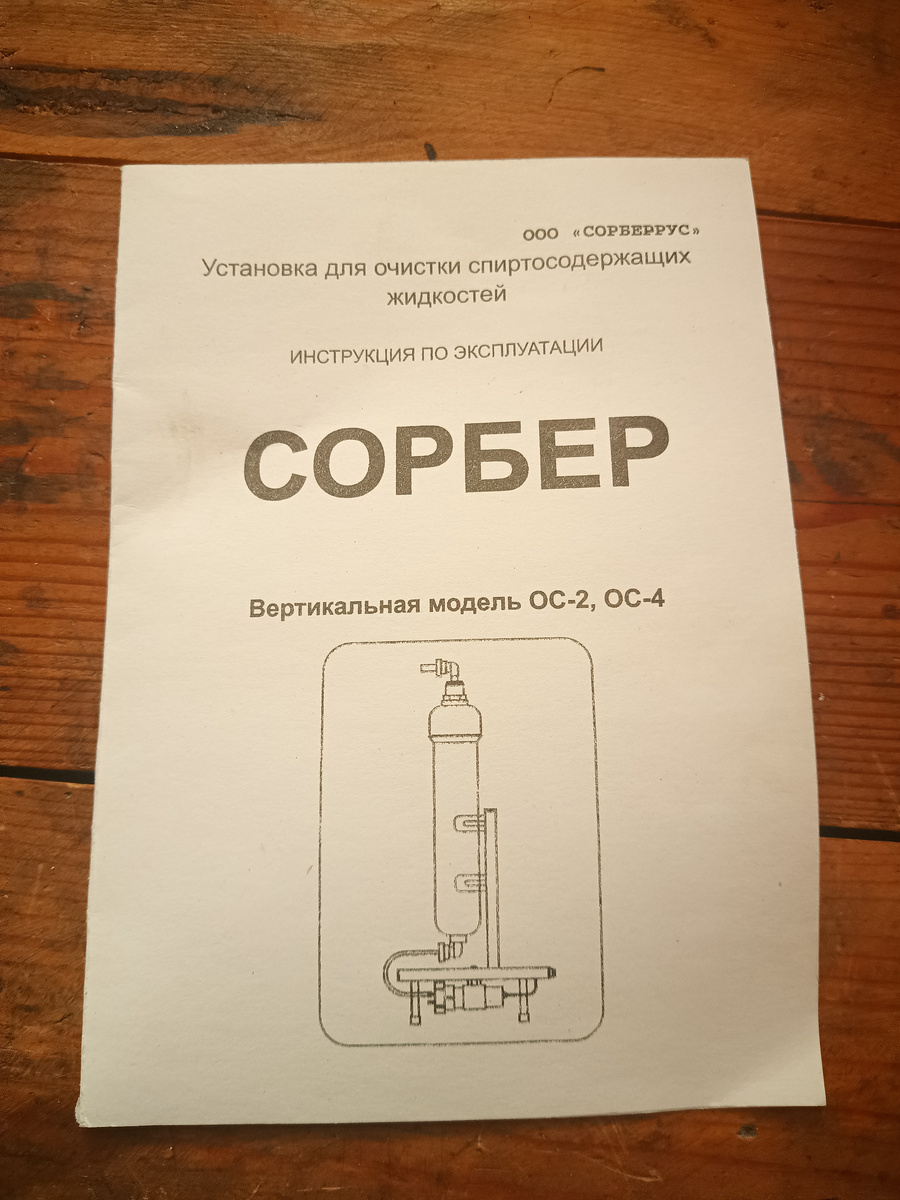 ООО «СОРБЕРРУС»
Установка для очистки спиртосодержащих
жидкостей
ИНСТРУКЦИЯ ПО ЭКСПЛУАТАЦИИ
СОРБЕР
Вертикальная модель ОС-2, ОС-4